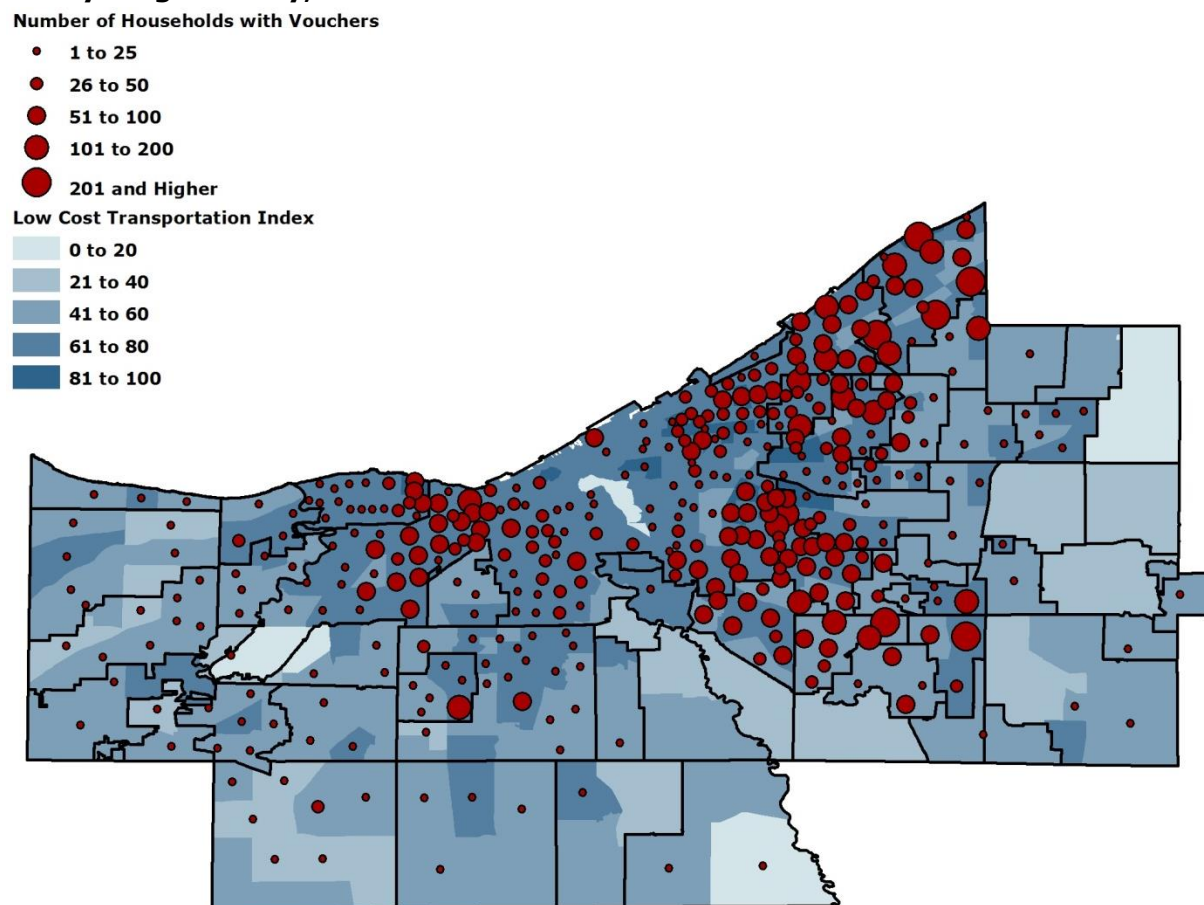 Number of Households with Vouchers
1 to 25
26 to 50
51 to 100
101 to 200
201 and Higher
Low Cost Transportation Index
0 to 20
21 to 40
41 to 60
61 to 80
81 to 100